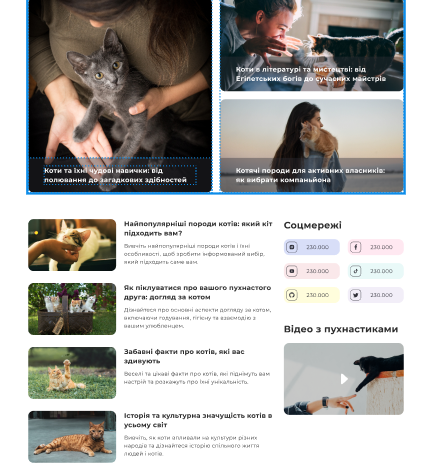 Коти та їхні чудові навички: від
полювання до загадкових здібностей
Коти в літературі та мистецтві: від
Египетських богів до сучасних майстрів
Котячі породи для активних власників:
як вибрати компаньйона
Найпопулярніші породи котів: який кіт
підходить вам?
Вивчіть найпопулярніші породи котів і їхні
особливості, щоб зробити інформований вибір,
який підходить саме вам.
Як піклуватися про вашого пухнастого
друга: догляд за котом
Дізнайтеся про основні аспекти догляду за котом,
включаючи годування, гігієну та взаємодію з
вашим улюбленцем.
Забавні факти про котів, які вас
здивують
Веселі та цікаві факти про котів, які піднімуть вам
настрій та розкажуть про їхні унікальність.
Історія та культурна значущість котів в
усьому світі
Вивчіть, як коти впливали на культури різних
народів та дізнайтеся історію спільного життя
людей і котів.
Соцмережі
230.000
230.000
230.000
230.000
230.000
230.000
Відео з пухнастиками